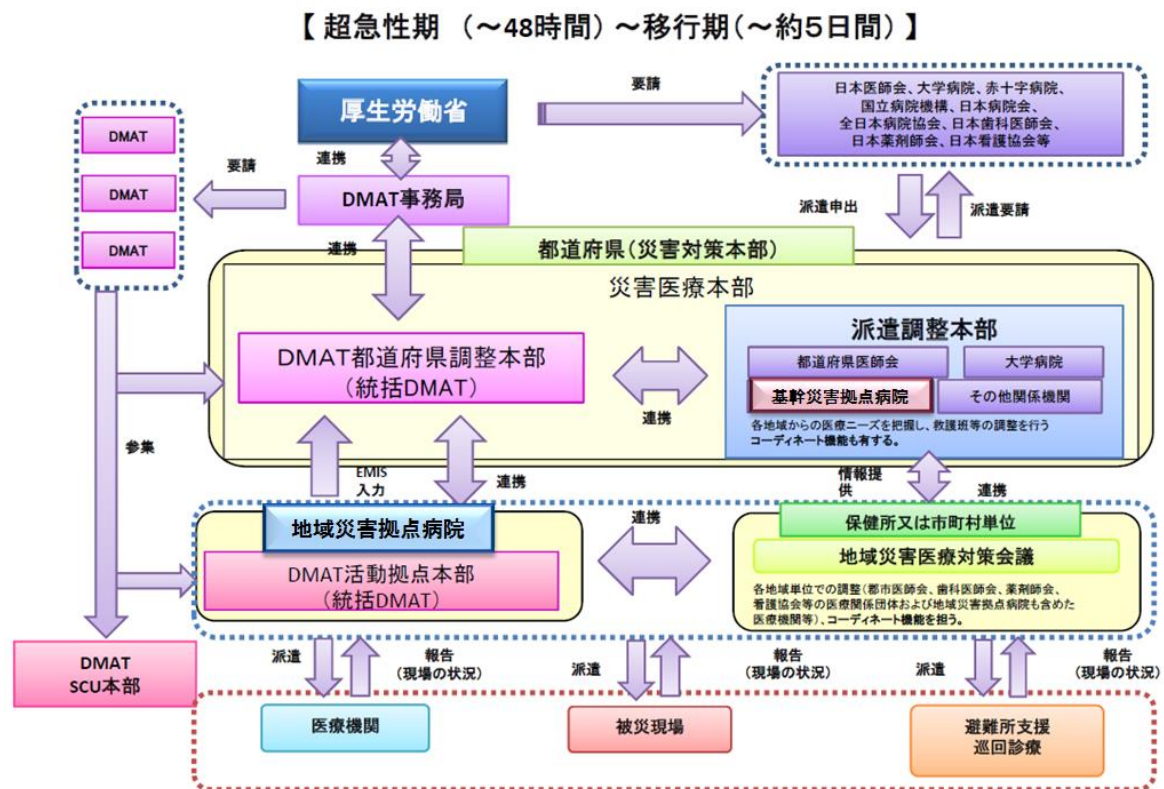 【 超急性期 （～48時間）～移行期（～約5日間）】
厚生労働省
要請
日本医師会、大学病院、赤十字病院、
国立病院機構、日本病院会、
全日本病院協会、日本歯科医師会、
日本薬剤師会、日本看護協会等
DMAT
DMAT
DMAT
要請
連携
DMAT事務局
派遣申出
派遣要請
連携
都道府県（災害対策本部）
災害医療本部
DMAT都道府県調整本部
（統括DMAT）
連携
派遣調整本部
都道府県医師会
大学病院
基幹災害拠点病院
その他関係機関
各地域からの医療ニーズを把握し、救護班等の調整を行う
コーディネート機能も有する。
参集
EMIS
入力
連携
情報提
供
連携
地域災害拠点病院
DMAT活動拠点本部
（統括DMAT）
連携
保健所又は市町村単位
地域災害医療対策会議
各地域単位での調整（郡市医師会、歯科医師会、薬剤師会、
看護協会等の医療関係団体および地域災害拠点病院も含めた
医療機関等）、コーディネート機能を担う。
DMAT
SCU本部
派遣
報告
（現場の状況）
派遣
報告
（現場の状況）
派遣
報告
（現場の状況）
医療機関
被災現場
避難所支援
巡回診療